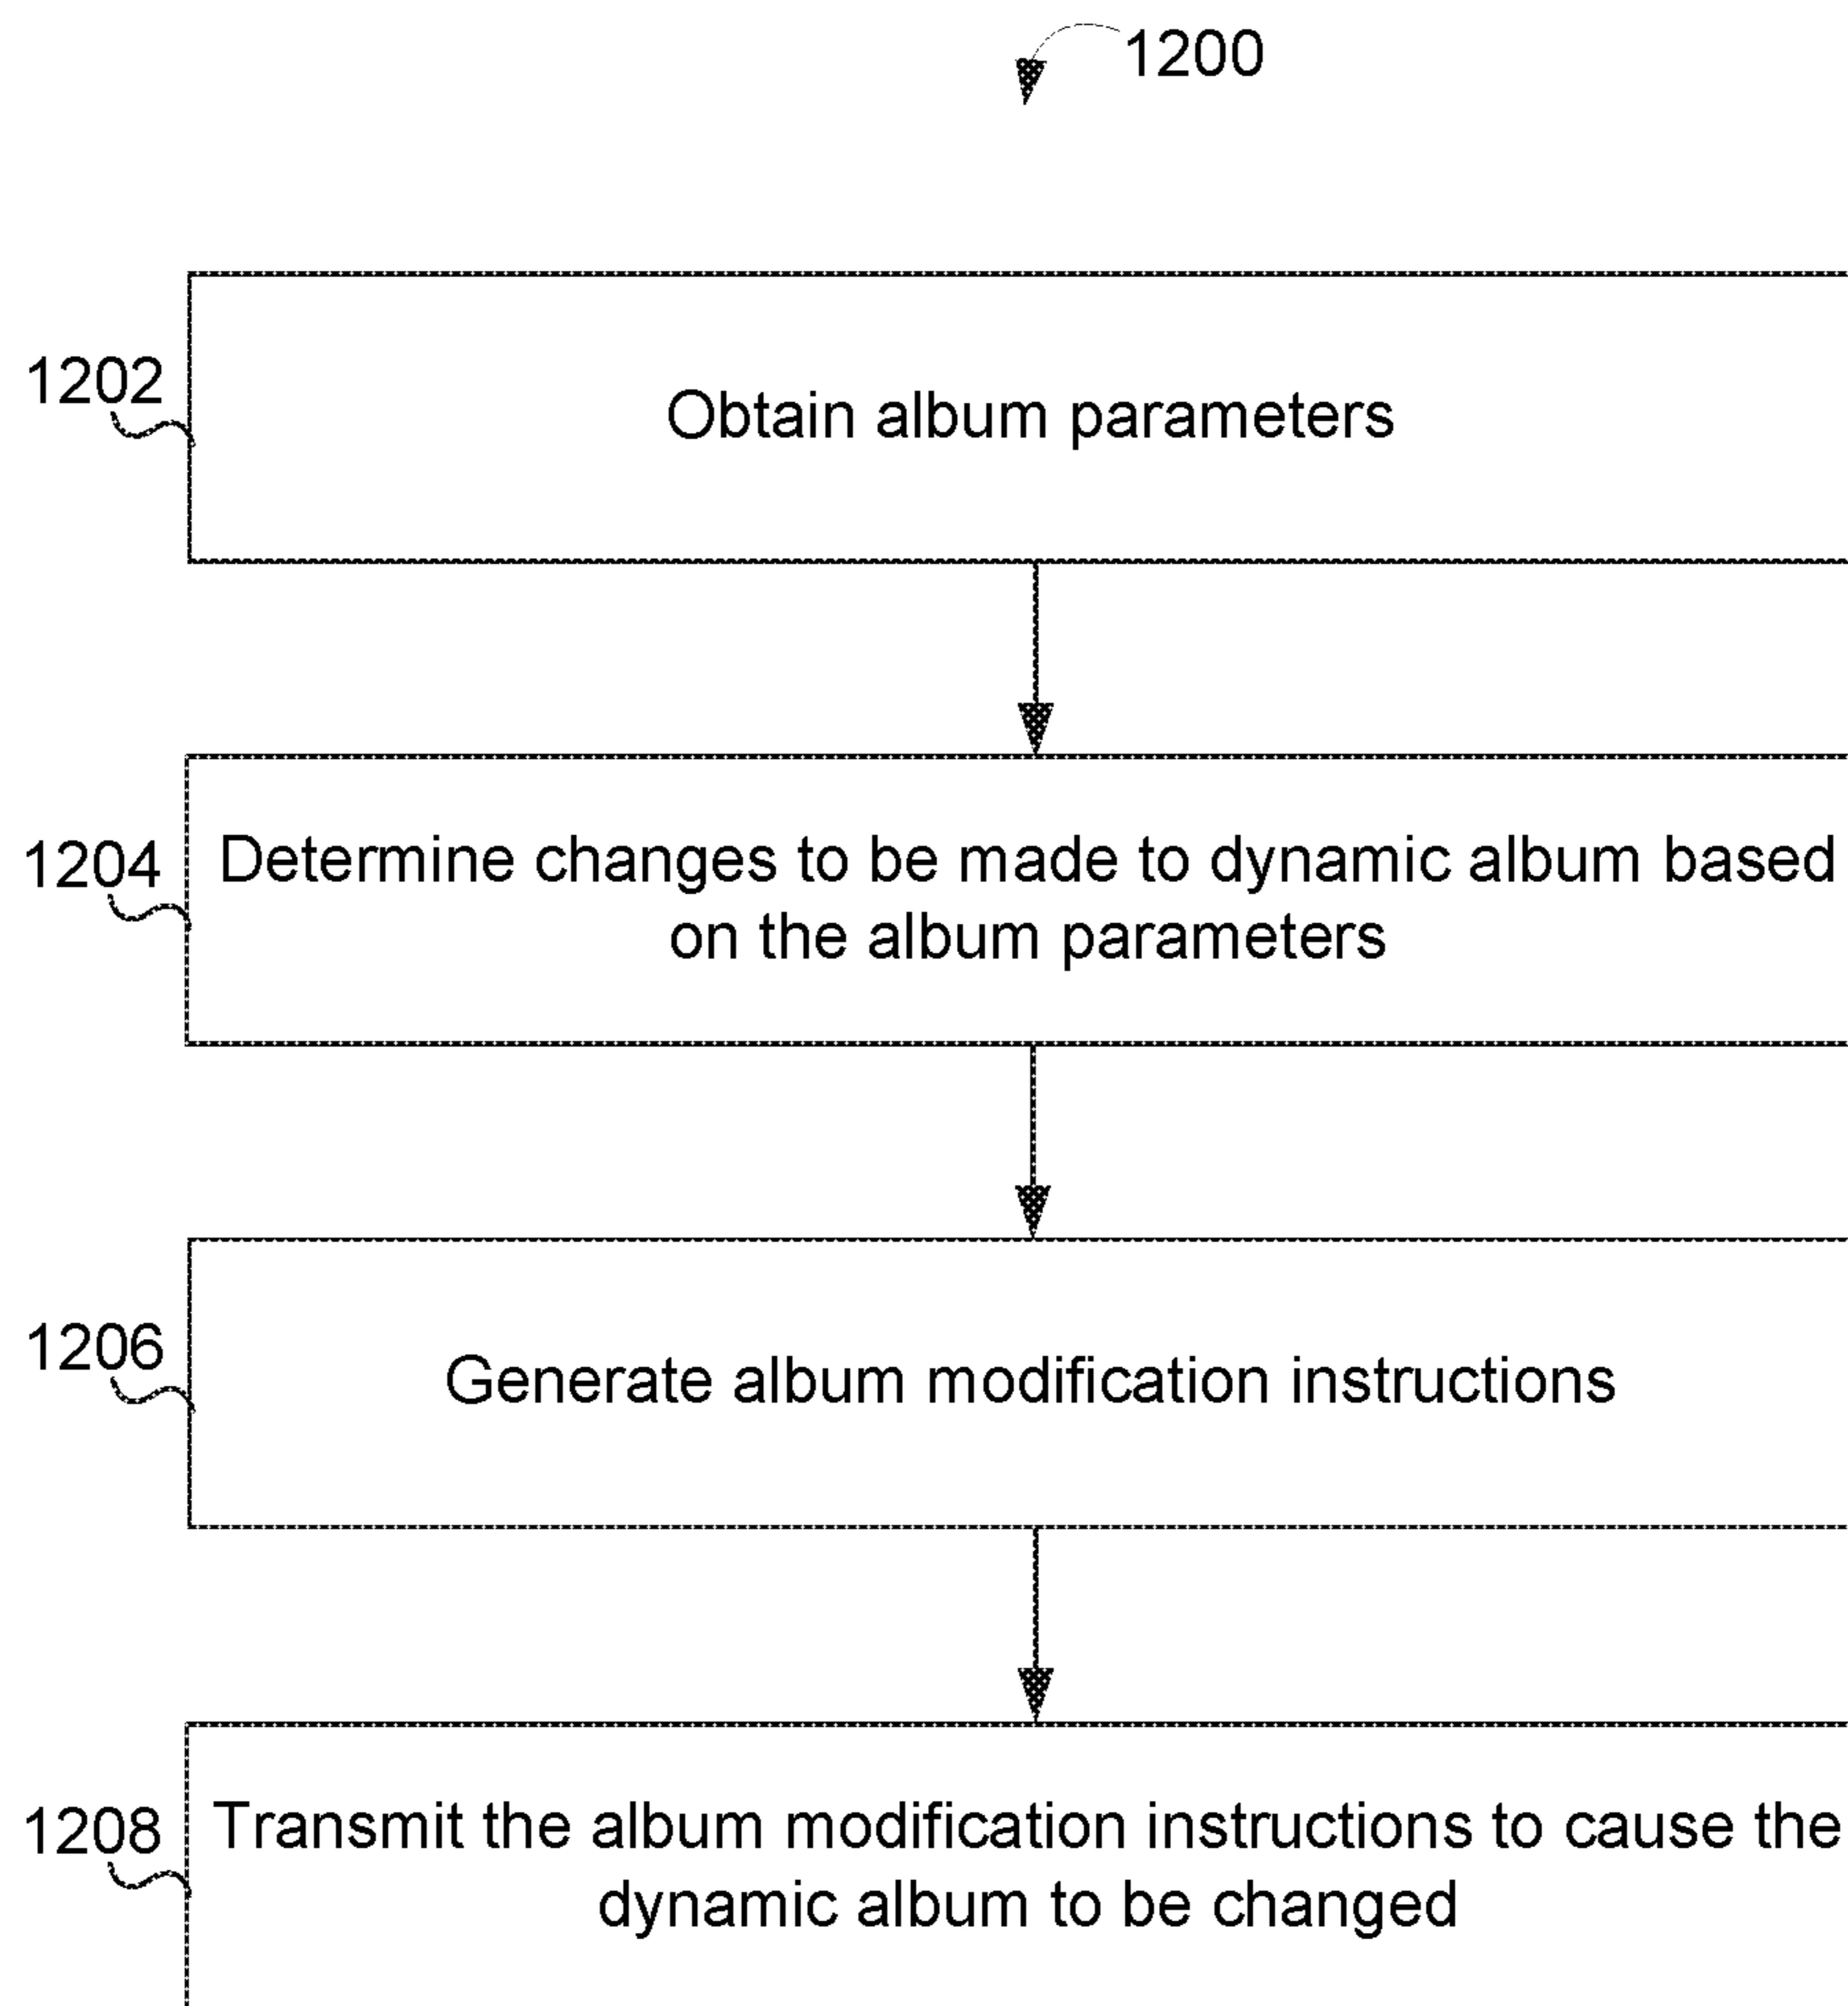 1200
1202
Obtain album parameters
1204
Determine changes to be made to dynamic album based
on the album parameters
1206
Generate album modification instructions
1208
Transmit the album modification instructions to cause the
dynamic album to be changed